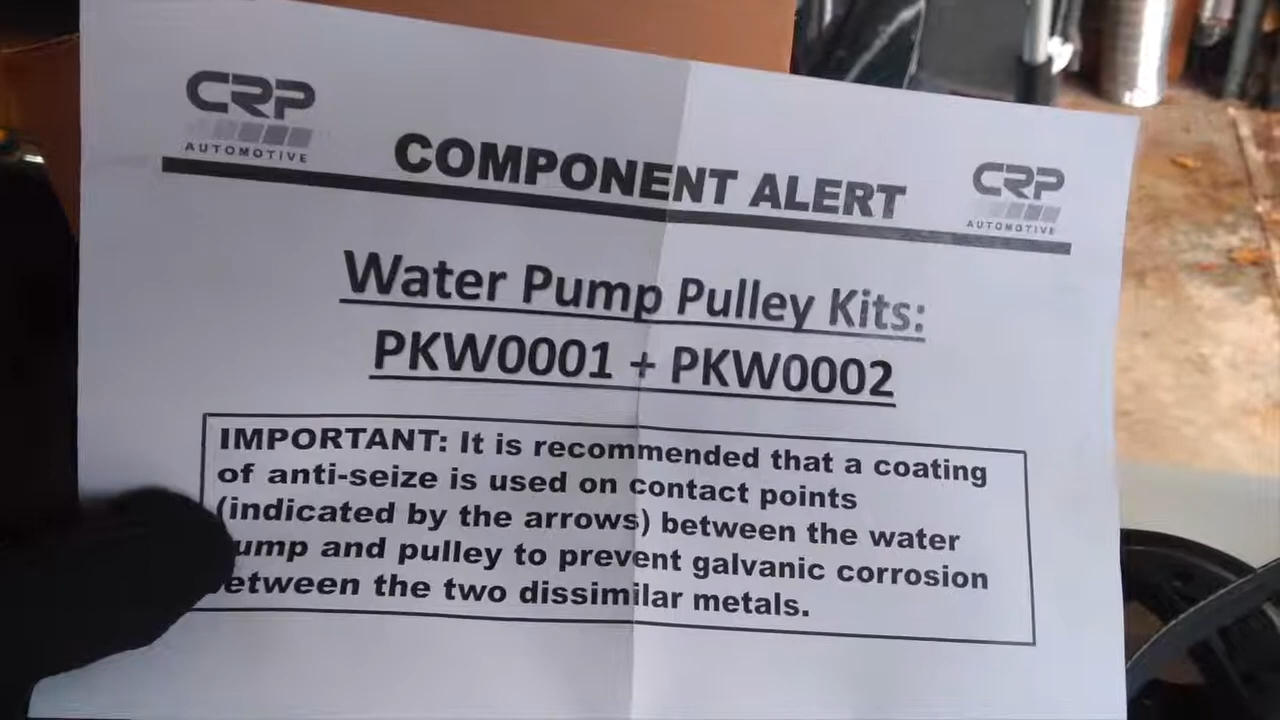 CRP
AUTOMOTIVE
COMPONENT ALERT
CRP
AUTOMOTIVE
Water Pump Pulley Kits:
PKW0001 + PKW0002
IMPORTANT: It is recommended that a coating
of anti-seize is used on contact points
(indicated by the arrows) between the water
ump and pulley to prevent galvanic corrosion
etween the two dissimilar metals.